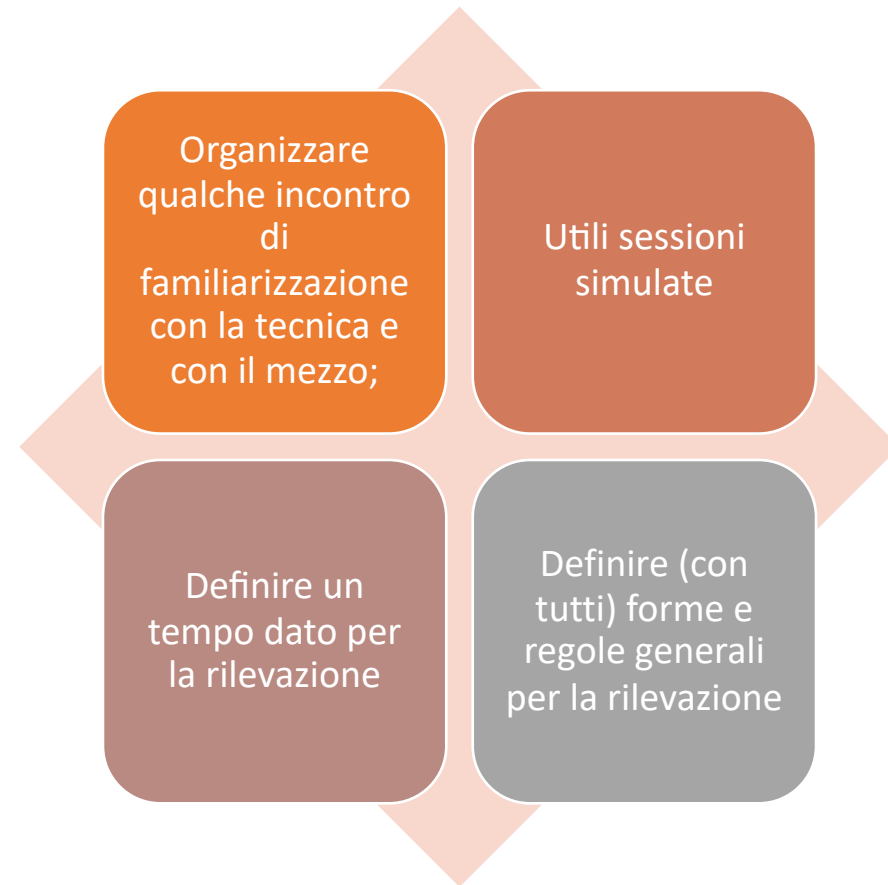 Organizzare
qualche incontro
di
familiarizzazione
con la tecnica e
con il mezzo;
Utili sessioni
simulate
Definire un
tempo dato per
la rilevazione
Definire (con
tutti) forme e
regole generali
per la rilevazione